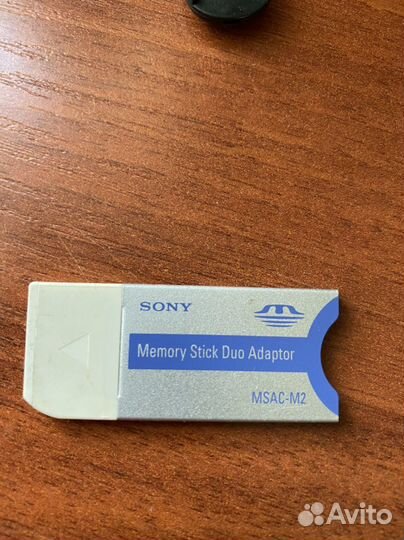 SONY
Memory Stick Duo Adaptor
MSAC-M2
Avito